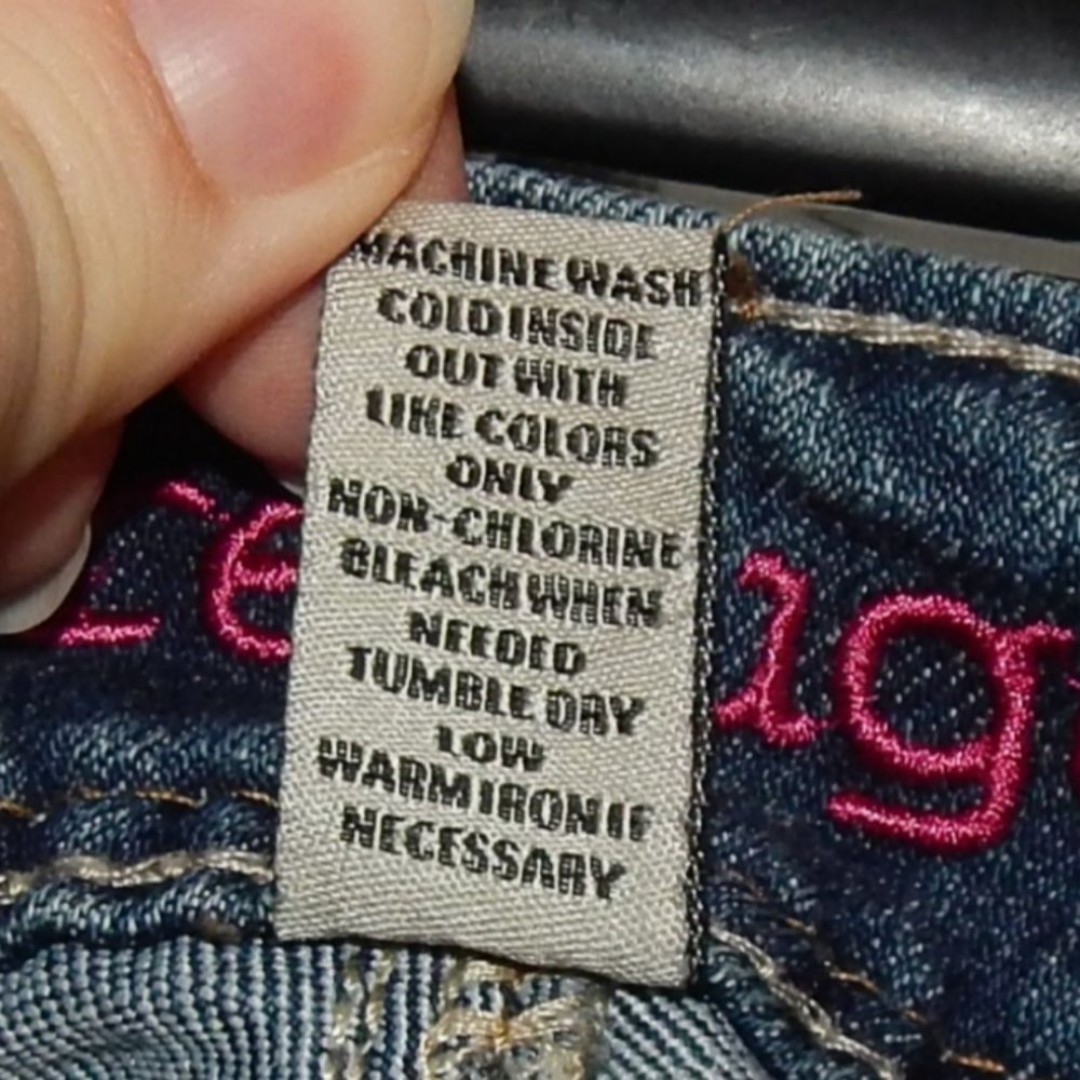 MACHINE WASH
COLD INSIDE
OUT WITH
LIKE COLORS
ONLY
NON-CHLORINE
BLEACH WHEN
NEEDED
TUMBLE DRY
LOW
WARM IRON IF
NECESSARY